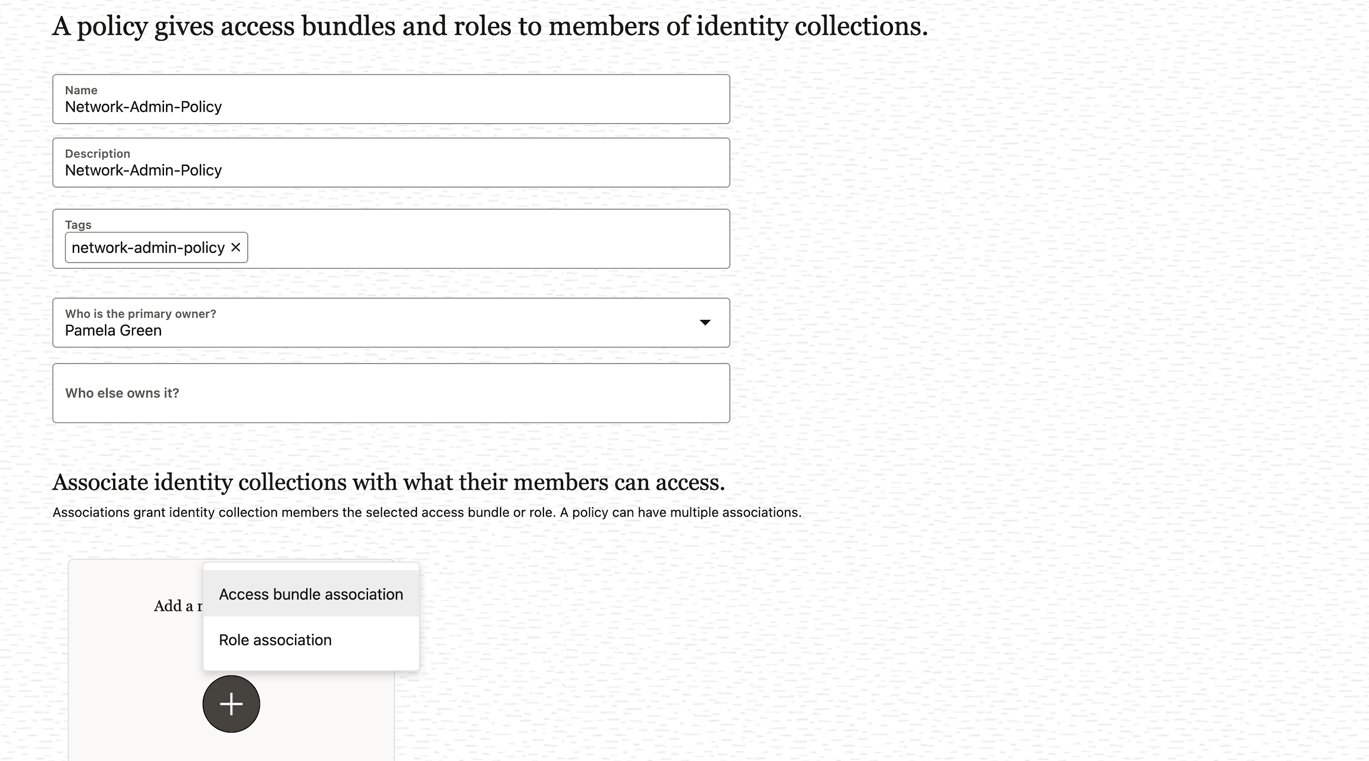 A policy gives access bundles and roles to members of identity collections.
Name
Network-Admin-Policy
Description
Network-Admin-Policy
Tags
network-admin-policy ×
Who is the primary owner?
Pamela Green
Who else owns it?
Associate identity collections with what their members can access.
Associations grant identity collection members the selected access bundle or role. A policy can have multiple associations.
Add a
Access bundle association
Role association